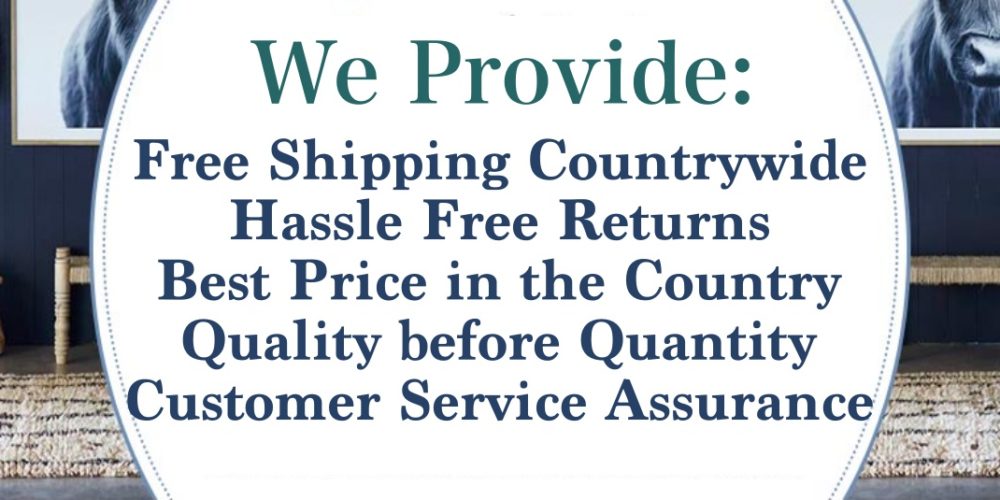 We Provide:
Free Shipping Countrywide
Hassle Free Returns
Best Price in the Country
Quality before Quantity
Customer Service Assurance